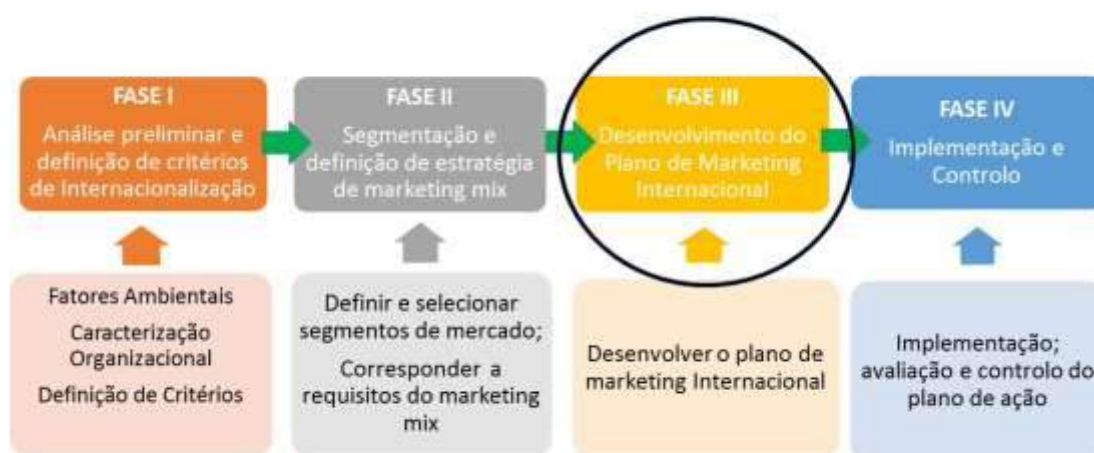 FASE I
Análise preliminar e
definição de critérios
de Internacionalização
FASE II
Segmentação e
definição de estratégia
de marketing mix
FASE III
Desenvolvimento do
Plano de Marketing
Internacional
FASE IV
Implementação e
Controlo
Fatores Ambientais
Caracterização
Organizacional
Definição de Critérios
Definir e selecionar
segmentos de mercado;
Corresponder a
requisitos do marketing
mix
Desenvolver o plano de
marketing Internacional
Implementação;
avaliação e controlo do
plano de ação